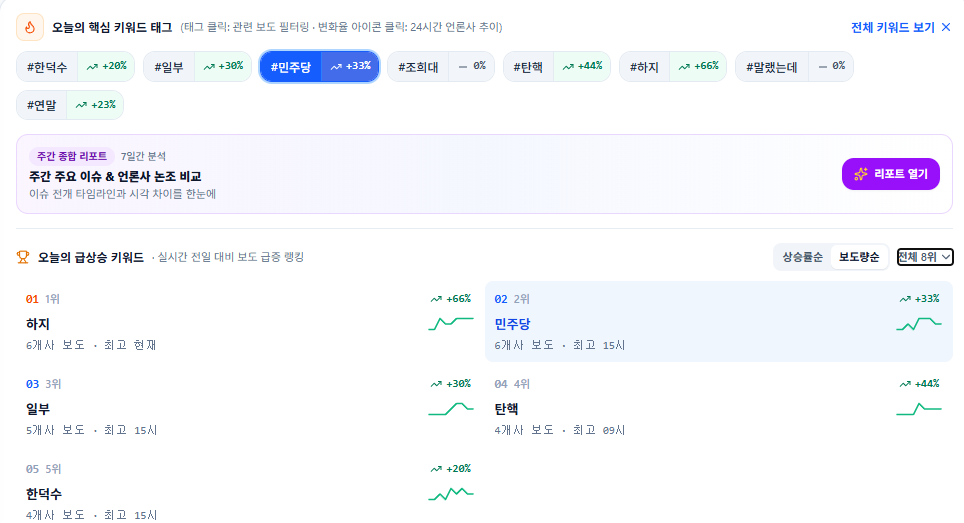 오늘의 핵심 키워드 태그 (태그 클릭: 관련 보도 필터링 · 변화율 아이콘 클릭: 24시간 언론사 추이) 전체 키워드 보기 ×
#한덕수 +20% #일부 +30% #민주당 +33% #조희대 — 0% #탄핵 +44% #하지 +66% #말했는데 — 0%
#연말 +23%
주간 종합 리포트 7일간 분석
주간 주요 이슈 & 언론사 논조 비교
이슈 전개 타임라인과 시각 차이를 한눈에
리포트 열기
오늘의 급상승 키워드 · 실시간 전일 대비 보도 급증 랭킹 상승률순 보도량순 전체 8위
01 1위 +66%
하지
6개사 보도 · 최고 현재
02 2위 +33%
민주당
6개사 보도 · 최고 15시
03 3위 +30%
일부
5개사 보도 · 최고 15시
04 4위 +44%
탄핵
4개사 보도 · 최고 09시
05 5위 +20%
한덕수
4개사 보도 · 최고 15시